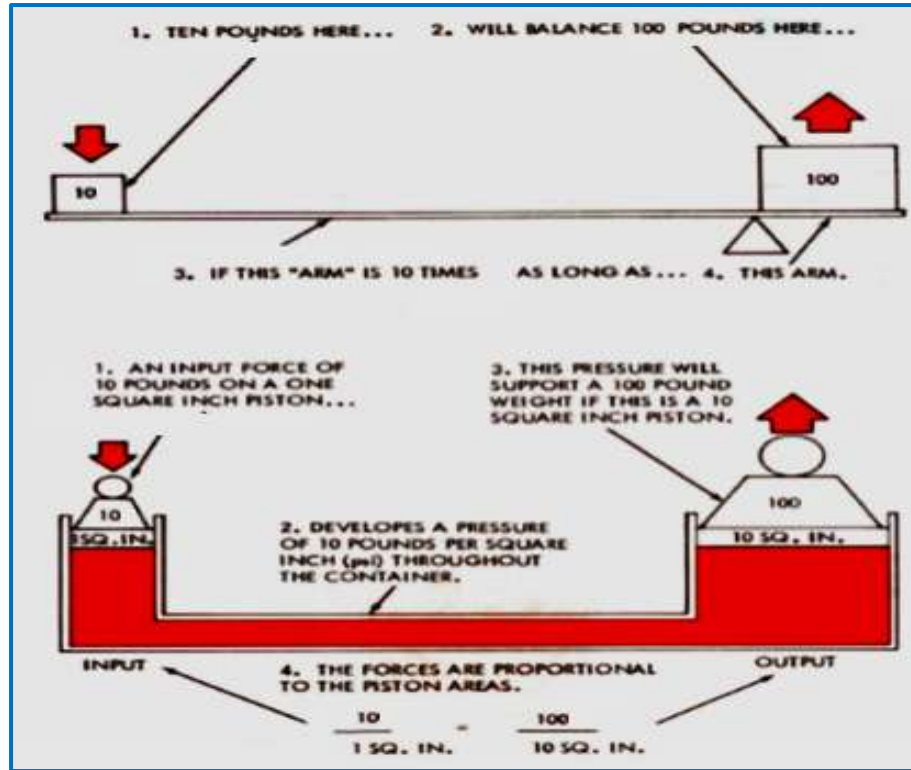 1. TEN POUNDS HERE...
2. WILL BALANCE 100 POUNDS HERE...
10
100
3. IF THIS "ARM" IS 10 TIMES
AS LONG AS...
4. THIS ARM.
1. AN INPUT FORCE OF
10 POUNDS ON A ONE
SQUARE INCH PISTON...
3. THIS PRESSURE WILL
SUPPORT A 100 POUND
WEIGHT IF THIS IS A 10
SQUARE INCH PISTON.
10
1SQ. IN.
100
10 SQ. IN.
2. DEVELOPES A PRESSURE
OF 10 POUNDS PER SQUARE
INCH (psi) THROUGHOUT
THE CONTAINER.
INPUT
OUTPUT
4. THE FORCES ARE PROPORTIONAL
TO THE PISTON AREAS.
10
1 SQ. IN.
-
100
10 SQ. IN.